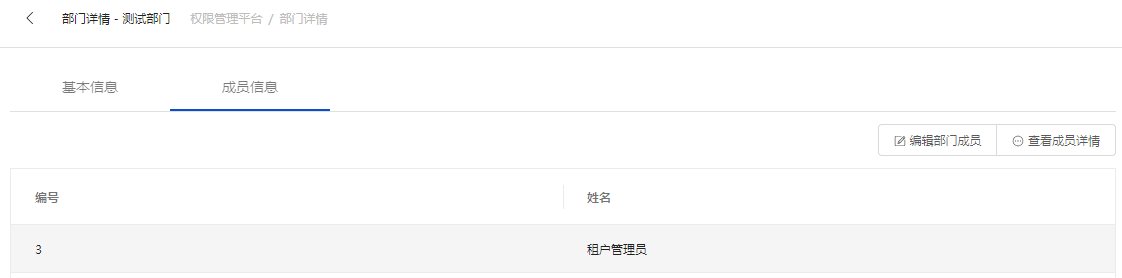 部门详情 - 测试部门 权限管理平台 / 部门详情
基本信息 成员信息
编辑部门成员 查看成员详情
编号 姓名
3 租户管理员